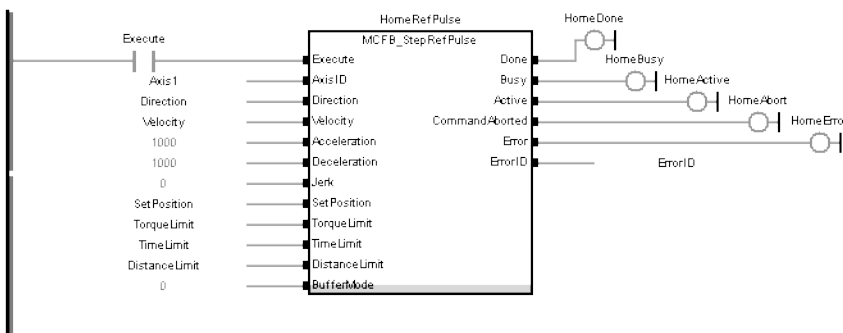 HomeRefPulse
HomeDone
Execute
MCFB_StepRefPulse
Execute
Done
HomeBusy
Axis1
AxisID
Busy
HomeActive
Direction
Direction
Active
HomeAbort
Velocity
Velocity
CommandAborted
HomeErro
1000
Acceleration
Error
1000
Deceleration
ErrorID
ErrorID
0
Jerk
SetPosition
SetPosition
TorqueLimit
TorqueLimit
TimeLimit
TimeLimit
DistanceLimit
DistanceLimit
0
BufferMode